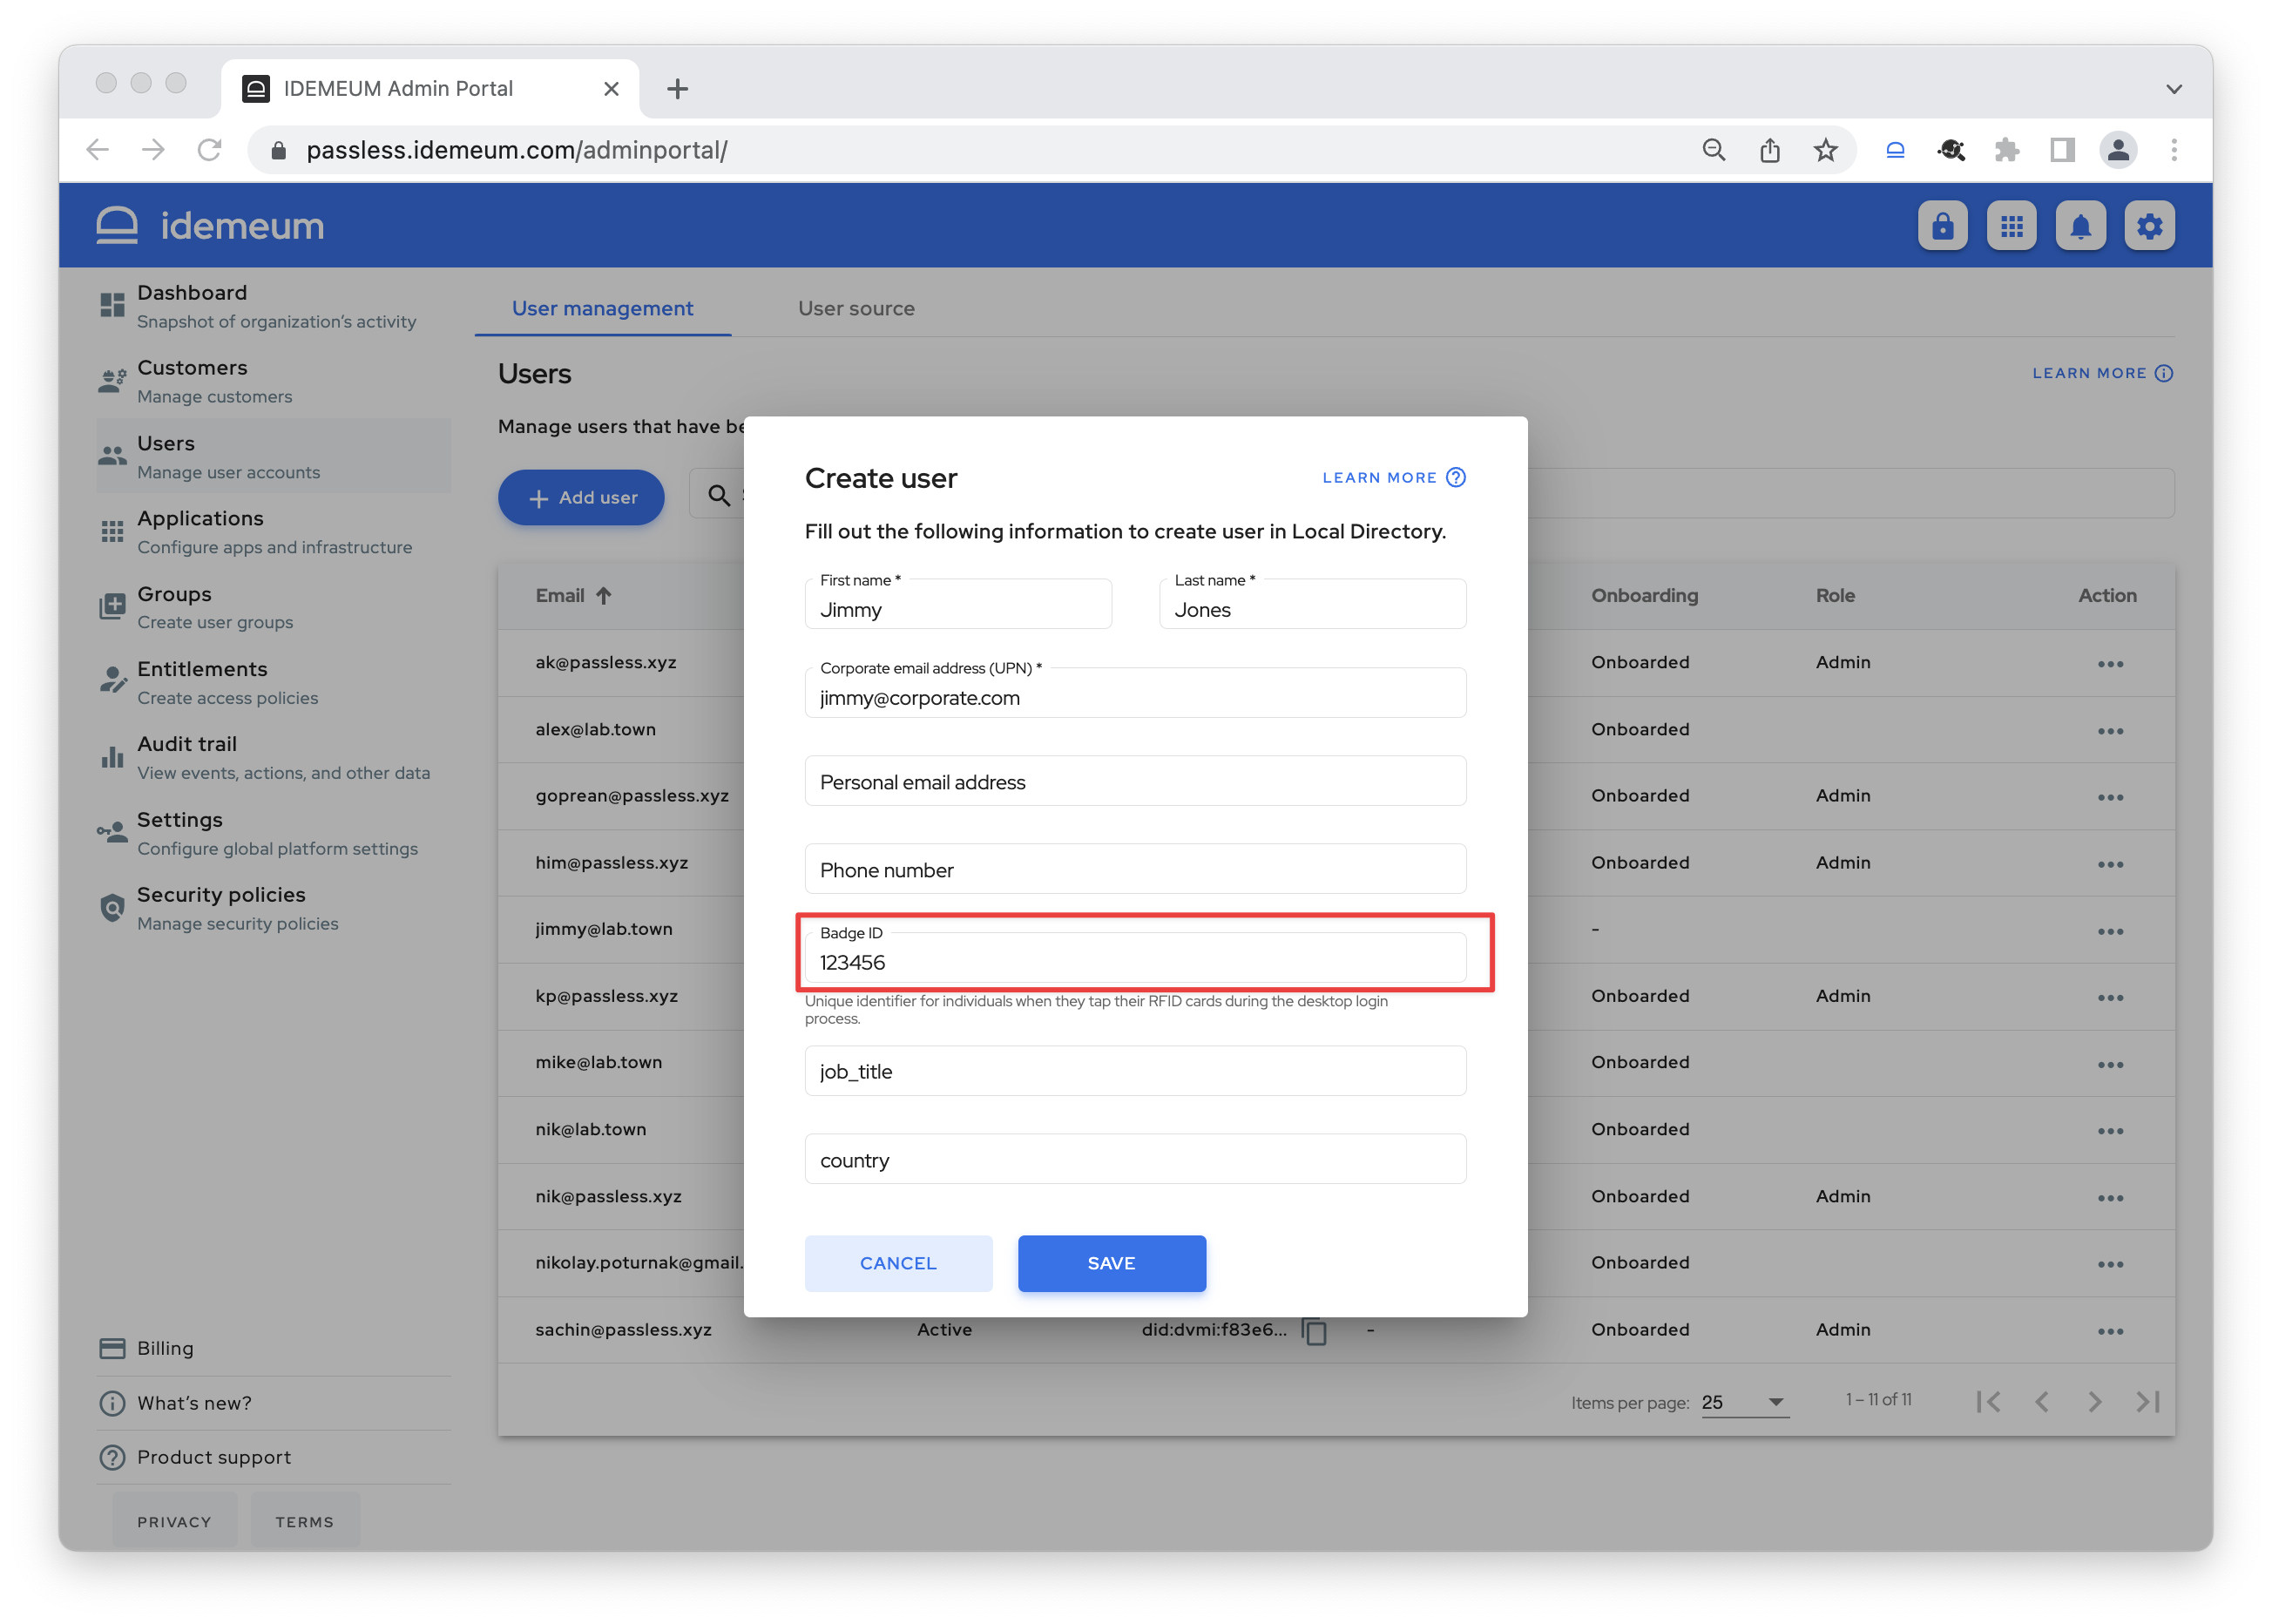 IDEMEUM Admin Portal
passless.idemeum.com/adminportal/
idemeum
Dashboard
Snapshot of organization's activity
Customers
Manage customers
Users
Manage user accounts
Applications
Configure apps and infrastructure
Groups
Create user groups
Entitlements
Create access policies
Audit trail
View events, actions, and other data
Settings
Configure global platform settings
Security policies
Manage security policies
Billing
What's new?
Product support
PRIVACY TERMS
User management User source
Users
LEARN MORE
Manage users that have
Add user
Email Onboarding Role Action
ak@passless.xyz Onboarded Admin
alex@lab.town Onboarded
goprean@passless.xyz Onboarded Admin
him@passless.xyz Onboarded Admin
jimmy@lab.town -
kp@passless.xyz Onboarded Admin
mike@lab.town Onboarded
nik@lab.town Onboarded
nik@passless.xyz Onboarded Admin
nikolay.poturnak@gmail. Onboarded
sachin@passless.xyz Active did:dvmi:f83e6... - Onboarded Admin
Items per page: 25 1 – 11 of 11
Create user
LEARN MORE
Fill out the following information to create user in Local Directory.
First name * Last name *
Jimmy Jones
Corporate email address (UPN) *
jimmy@corporate.com
Personal email address
Phone number
Badge ID
123456
Unique identifier for individuals when they tap their RFID cards during the desktop login
process.
job_title
country
CANCEL SAVE